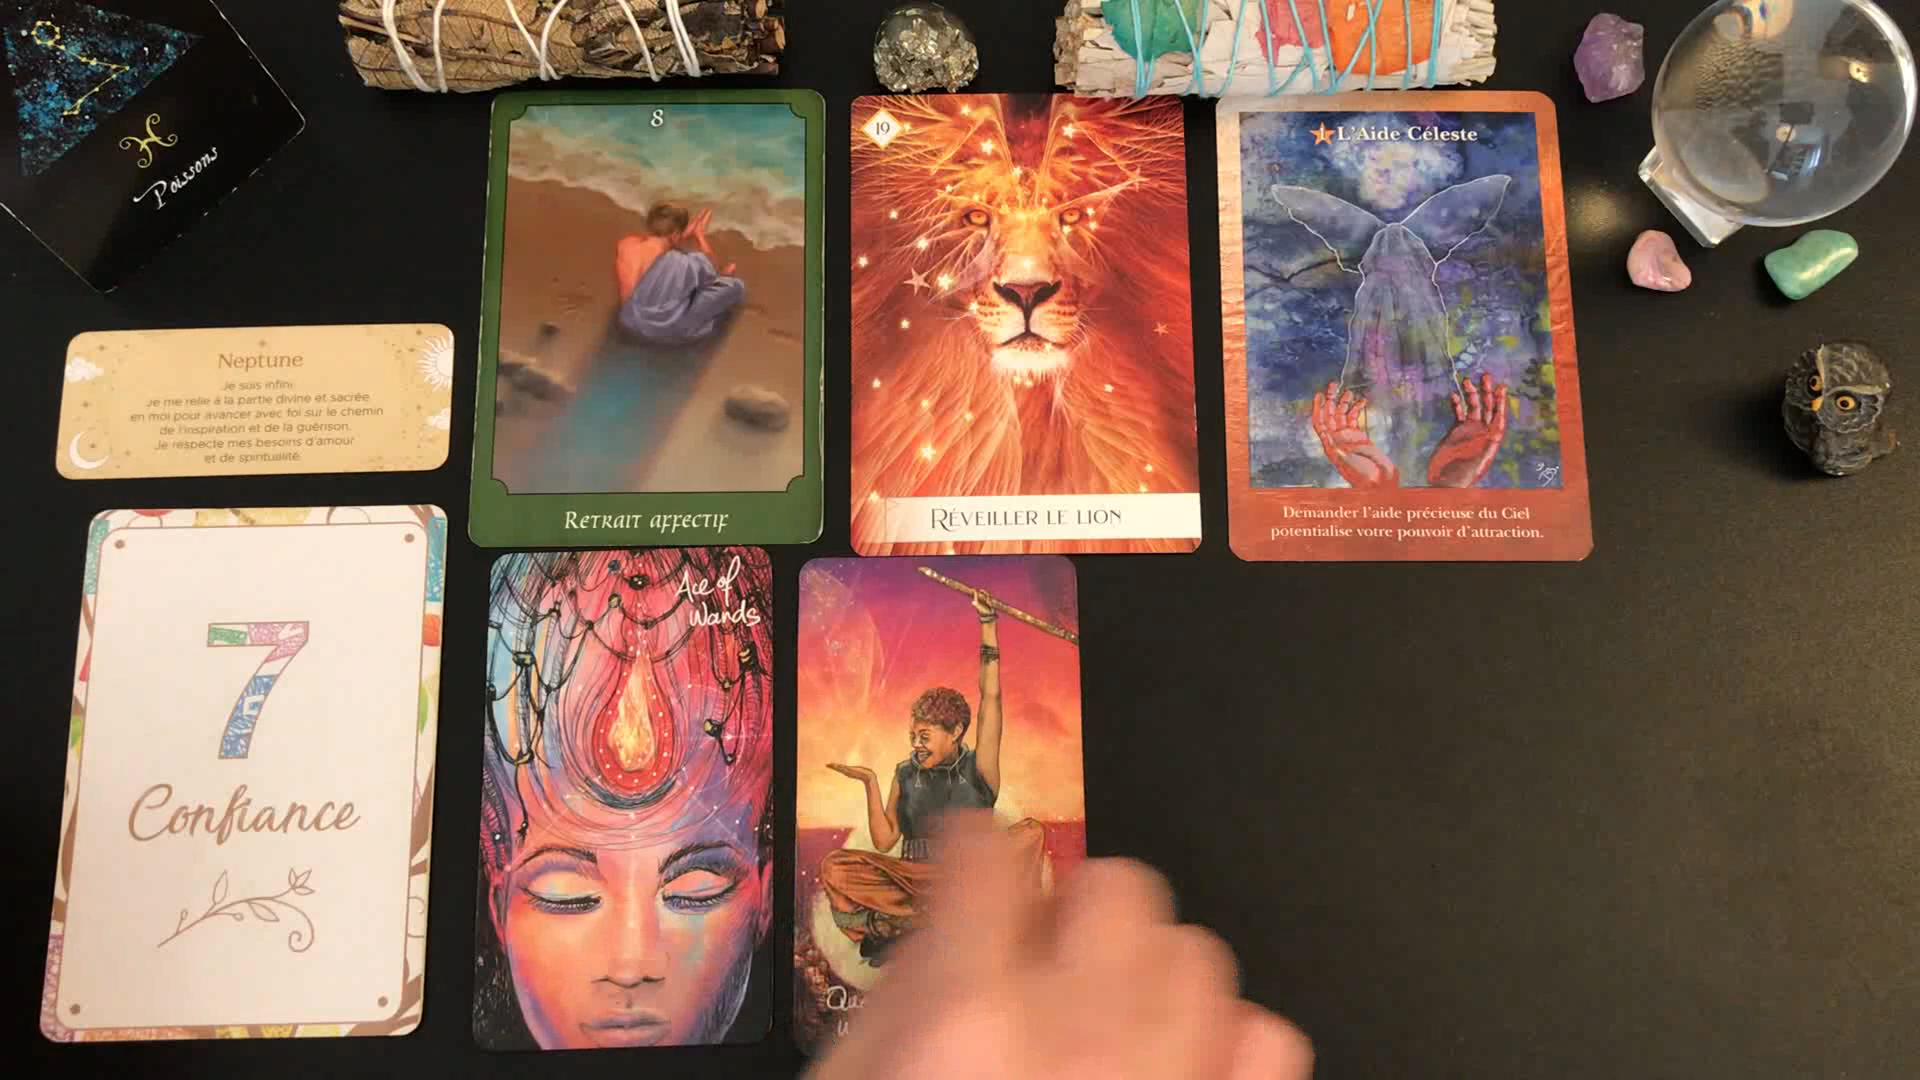 Poissons
Neptune
Je suis infini.
Je me relie à la partie divine et sacrée
en moi pour avancer avec foi sur le chemin
de l'inspiration et de la guérison.
Je respecte mes besoins d'amour
et de spiritualité.
8
Retrait affectif
19
Réveiller le lion
1 L'Aide Céleste
Demander l'aide précieuse du Ciel
potentialise votre pouvoir d'attraction.
7
Confiance
Ace of
Wands